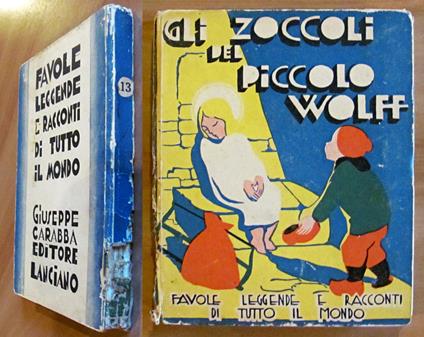 FAVOLE
LEGGENDE
E RACCONTI
DI TUTTO
IL MONDO
GIUSEPPE
CARABBA
EDITORE
LANCIANO
13
GLI ZOCCOLI
DEL
PICCOLO
WOLFF
FAVOLE LEGGENDE E RACCONTI
DI TUTTO IL MONDO